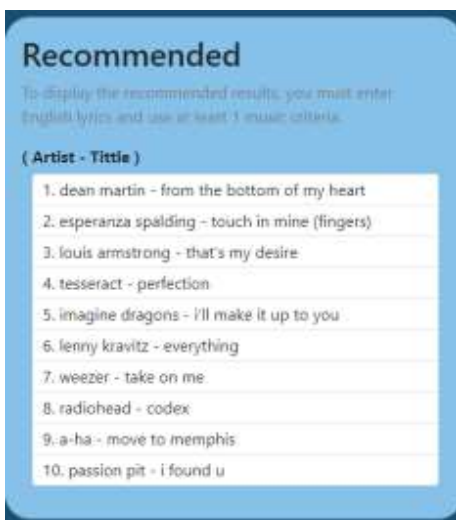 Recommended
To display the recommended results, you must enter
English lyrics and use at least 1 music criteria.
( Artist - Tittle )
1. dean martin - from the bottom of my heart
2. esperanza spalding - touch in mine (fingers)
3. louis armstrong - that's my desire
4. tesseract - perfection
5. imagine dragons - i'll make it up to you
6. lenny kravitz - everything
7. weezer - take on me
8. radiohead - codex
9. a-ha - move to memphis
10. passion pit - i found u